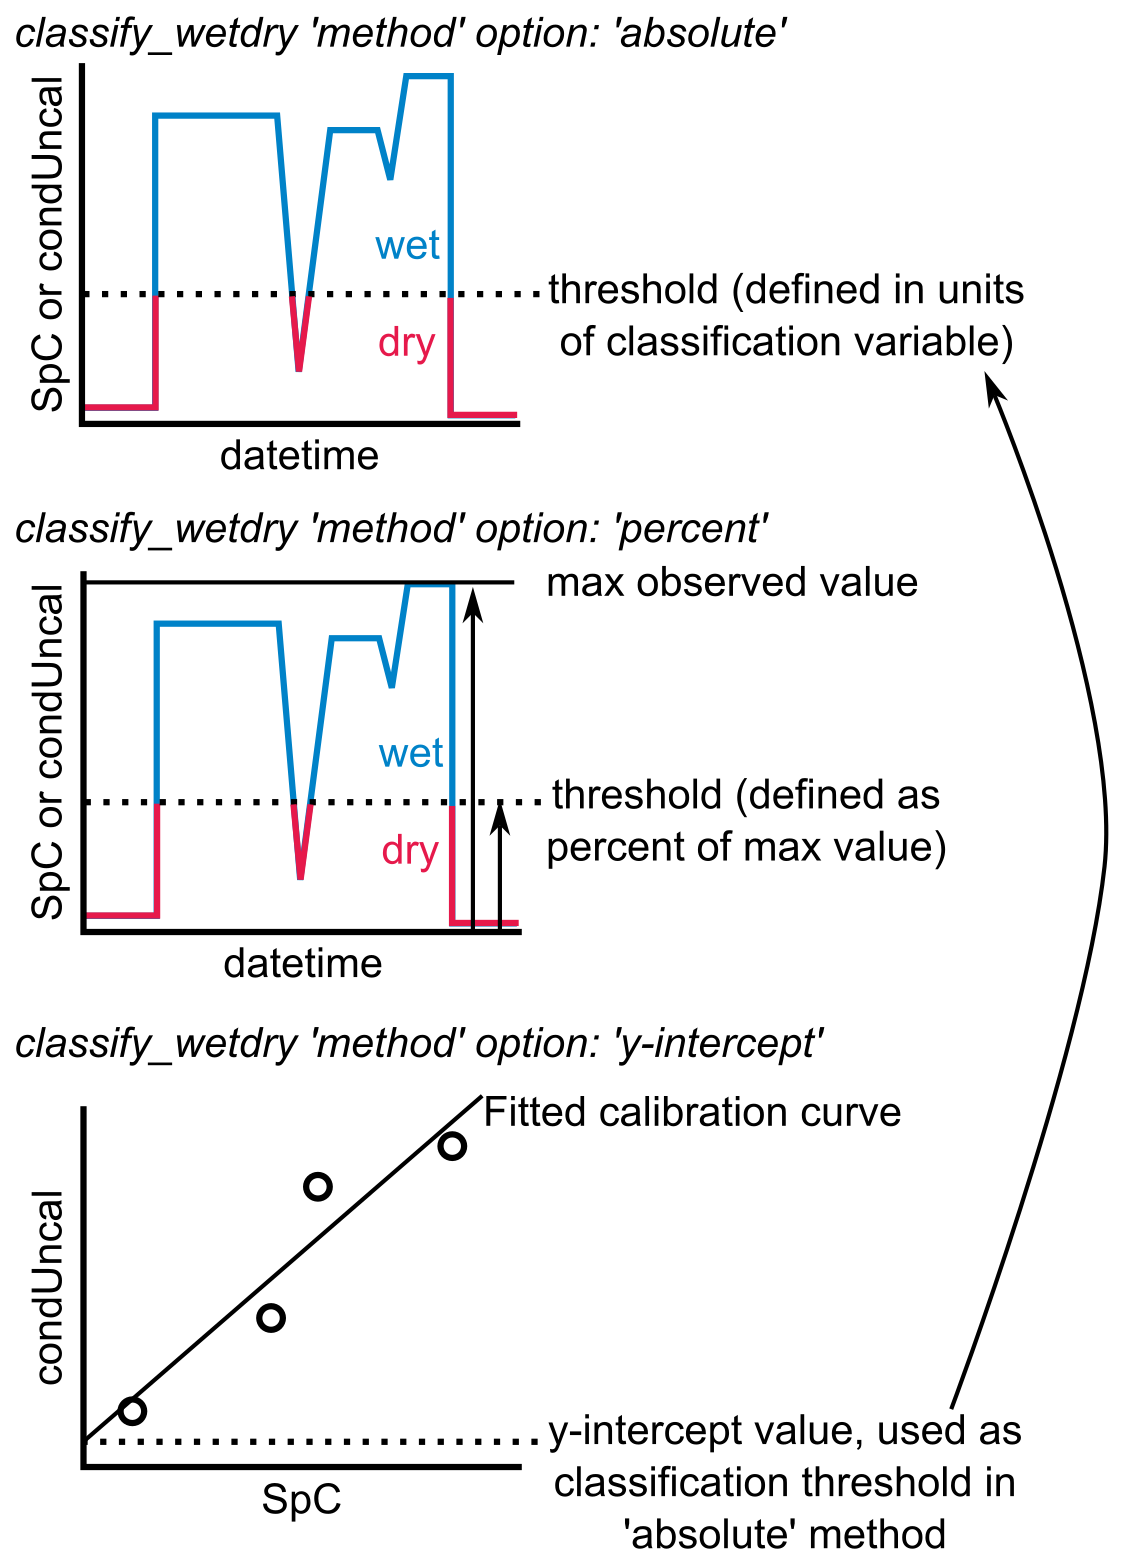 classify_wetdry 'method' option: 'absolute'
SpC or condUncal
wet
dry
threshold (defined in units
of classification variable)
datetime
classify_wetdry 'method' option: 'percent'
max observed value
SpC or condUncal
wet
dry
threshold (defined as
percent of max value)
datetime
classify_wetdry 'method' option: 'y-intercept'
Fitted calibration curve
condUncal
SpC
y-intercept value, used as
classification threshold in
'absolute' method